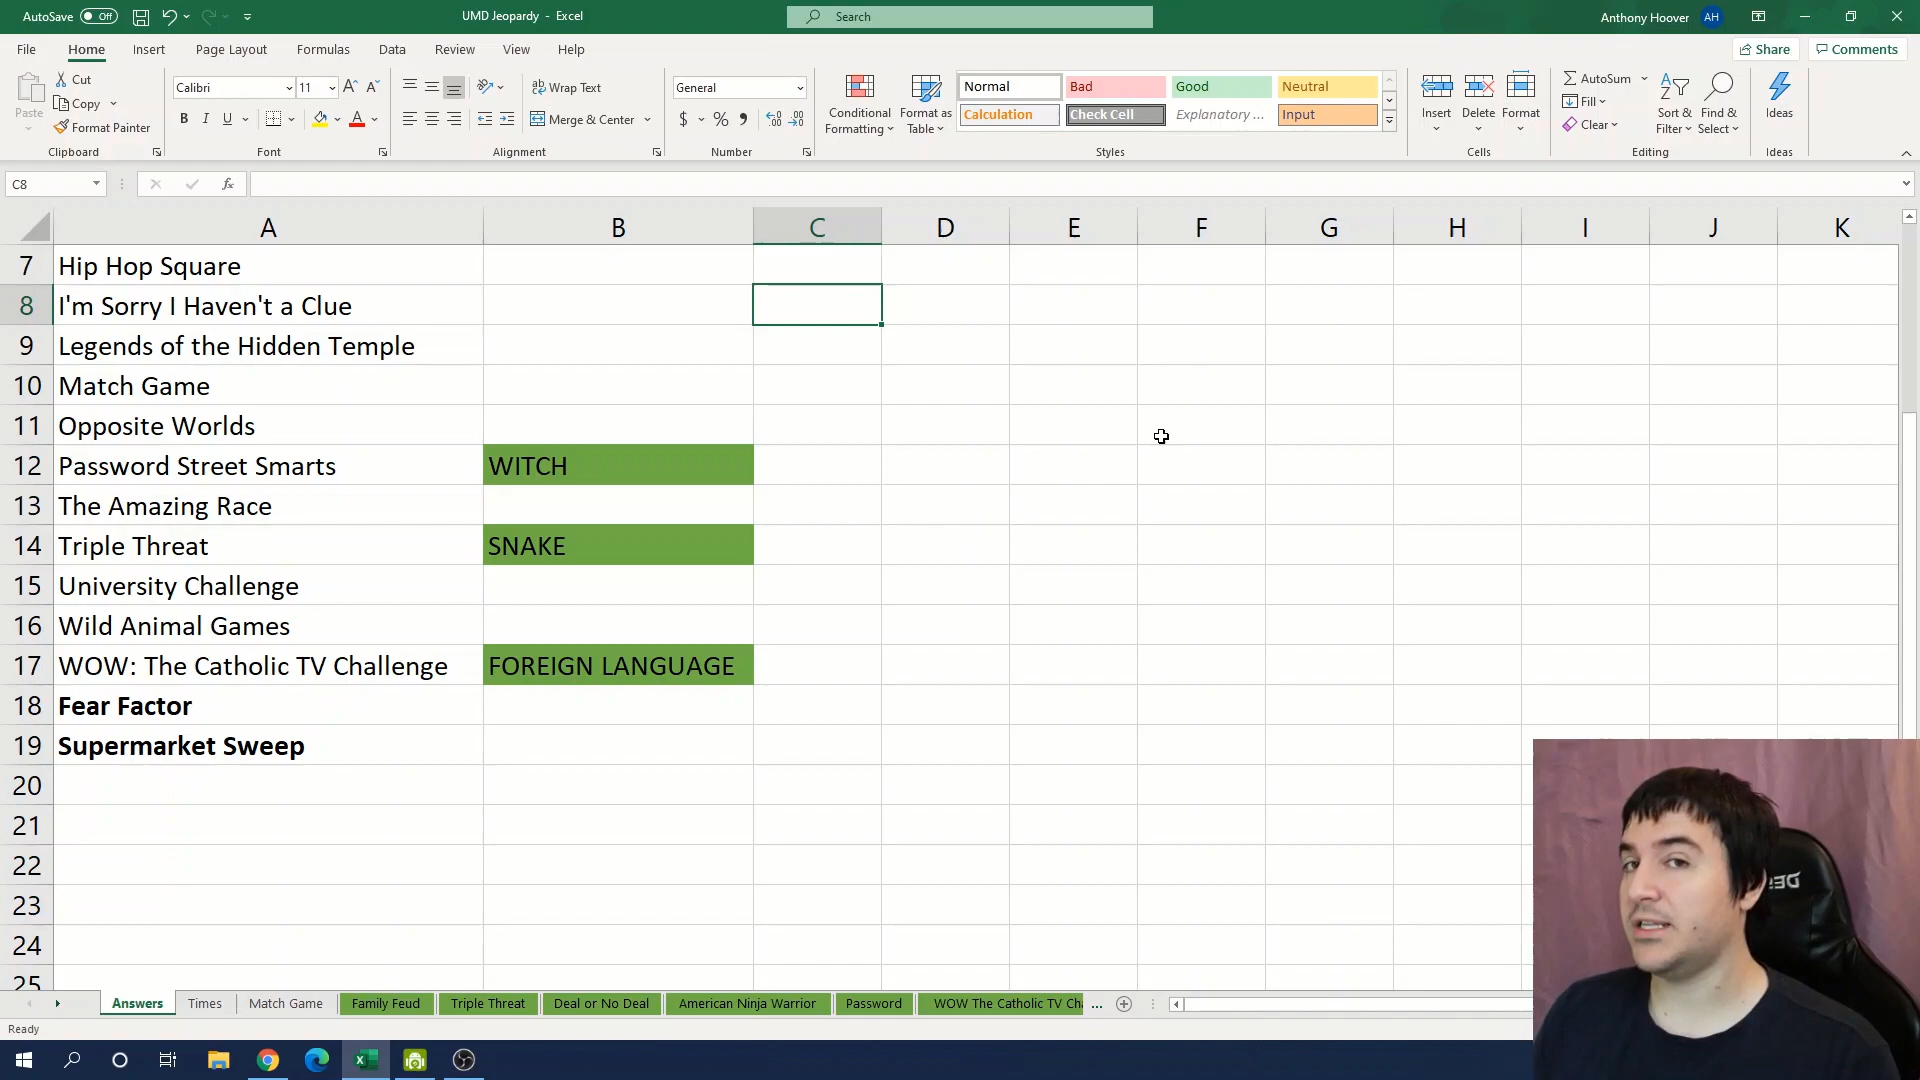 AutoSave Off UMD Jeopardy - Excel Search Anthony Hoover AH
File Home Insert Page Layout Formulas Data Review View Help Share Comments
Paste Cut Copy Format Painter
Calibri 11 A A
B I U A
Wrap Text
Merge & Center
General
$ % 9
Conditional Formatting Format as Table
Normal Bad Good Neutral
Calculation Check Cell Explanatory ... Input
Insert Delete Format
AutoSum Fill Clear
Sort & Filter Find & Select
Ideas
Clipboard Font Alignment Number Styles Cells Editing Ideas
C8 fx
A B C D E F G H I J K
7 Hip Hop Square
8 I'm Sorry I Haven't a Clue
9 Legends of the Hidden Temple
10 Match Game
11 Opposite Worlds
12 Password Street Smarts WITCH
13 The Amazing Race
14 Triple Threat SNAKE
15 University Challenge
16 Wild Animal Games
17 WOW: The Catholic TV Challenge FOREIGN LANGUAGE
18 Fear Factor
19 Supermarket Sweep
20
21
22
23
24
25
Answers Times Match Game Family Feud Triple Threat Deal or No Deal American Ninja Warrior Password WOW The Catholic TV Cha ...
Ready